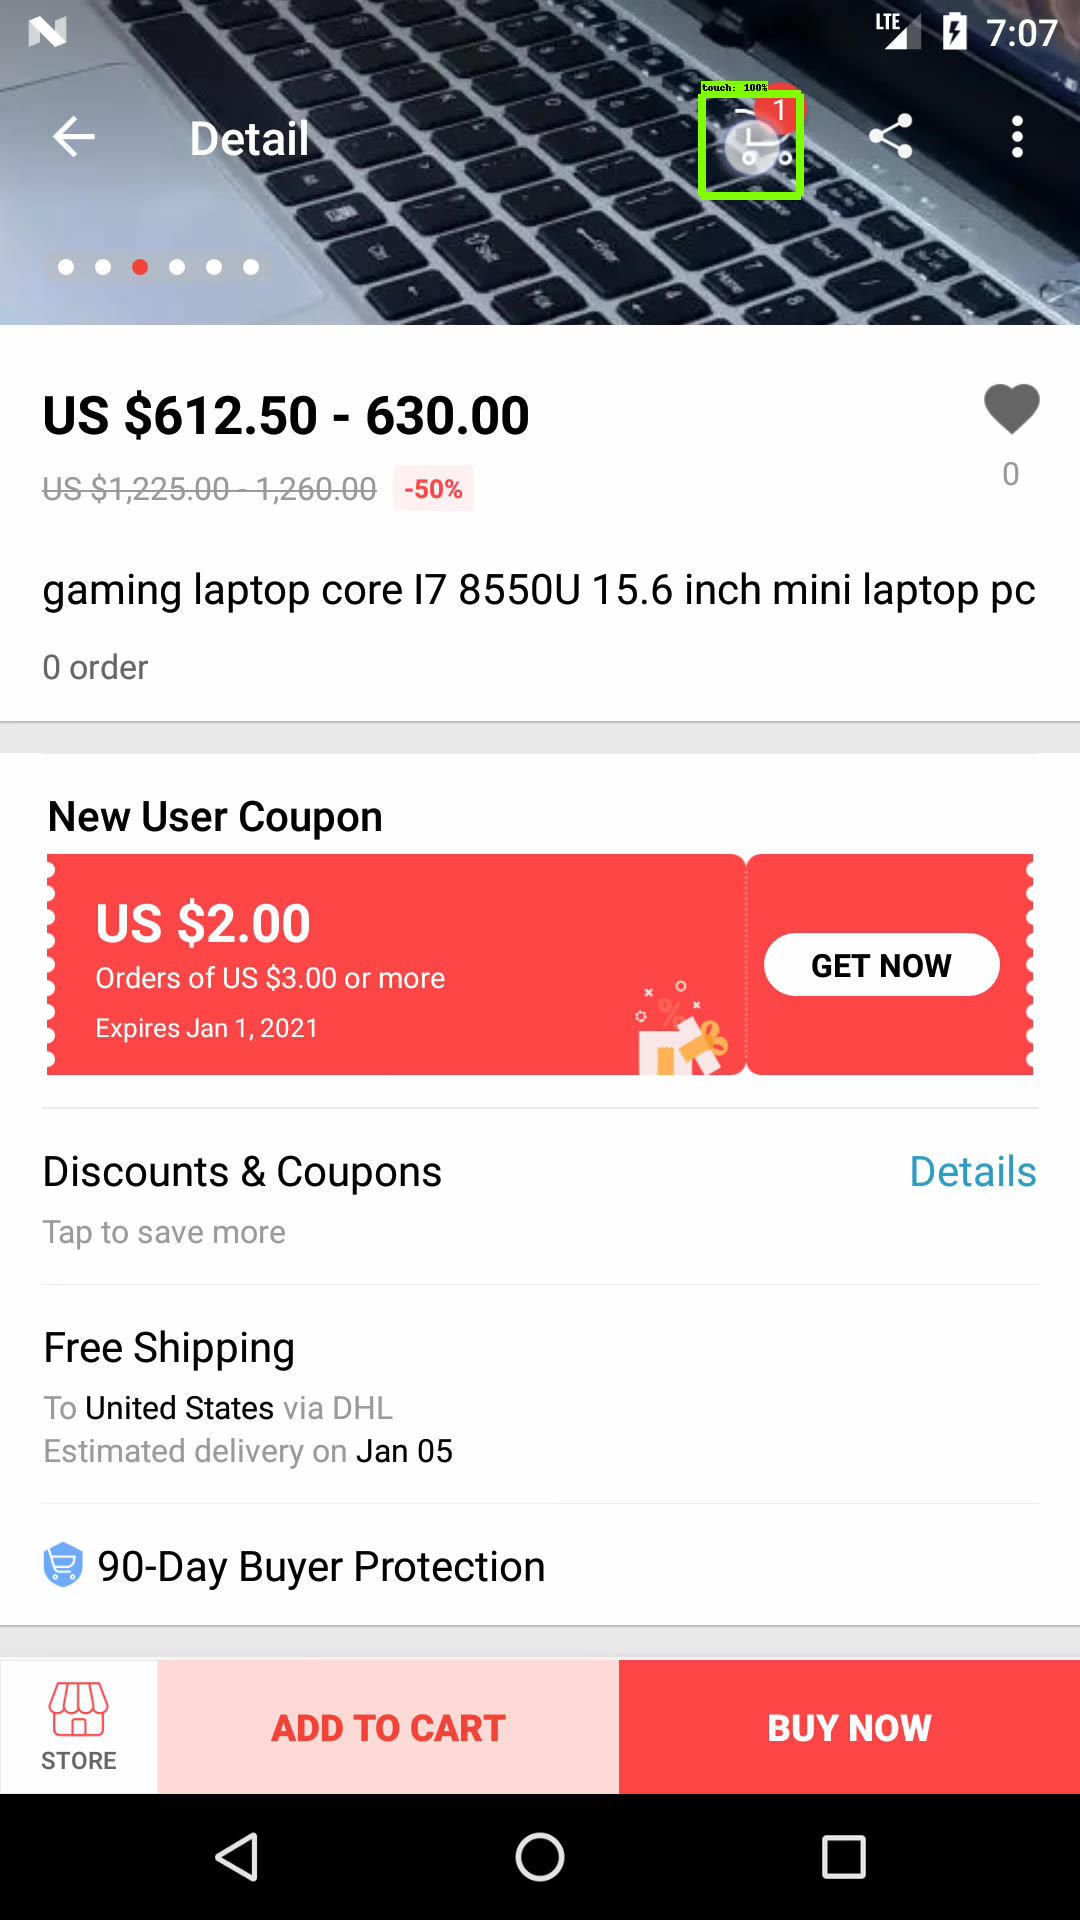 LTE 7:07
touch: 100%
Detail
1
US $612.50 - 630.00
US $1,225.00 - 1,260.00 -50%
0
gaming laptop core I7 8550U 15.6 inch mini laptop pc
0 order
New User Coupon
US $2.00
Orders of US $3.00 or more
Expires Jan 1, 2021
GET NOW
Discounts & Coupons Details
Tap to save more
Free Shipping
To United States via DHL
Estimated delivery on Jan 05
90-Day Buyer Protection
STORE
ADD TO CART
BUY NOW